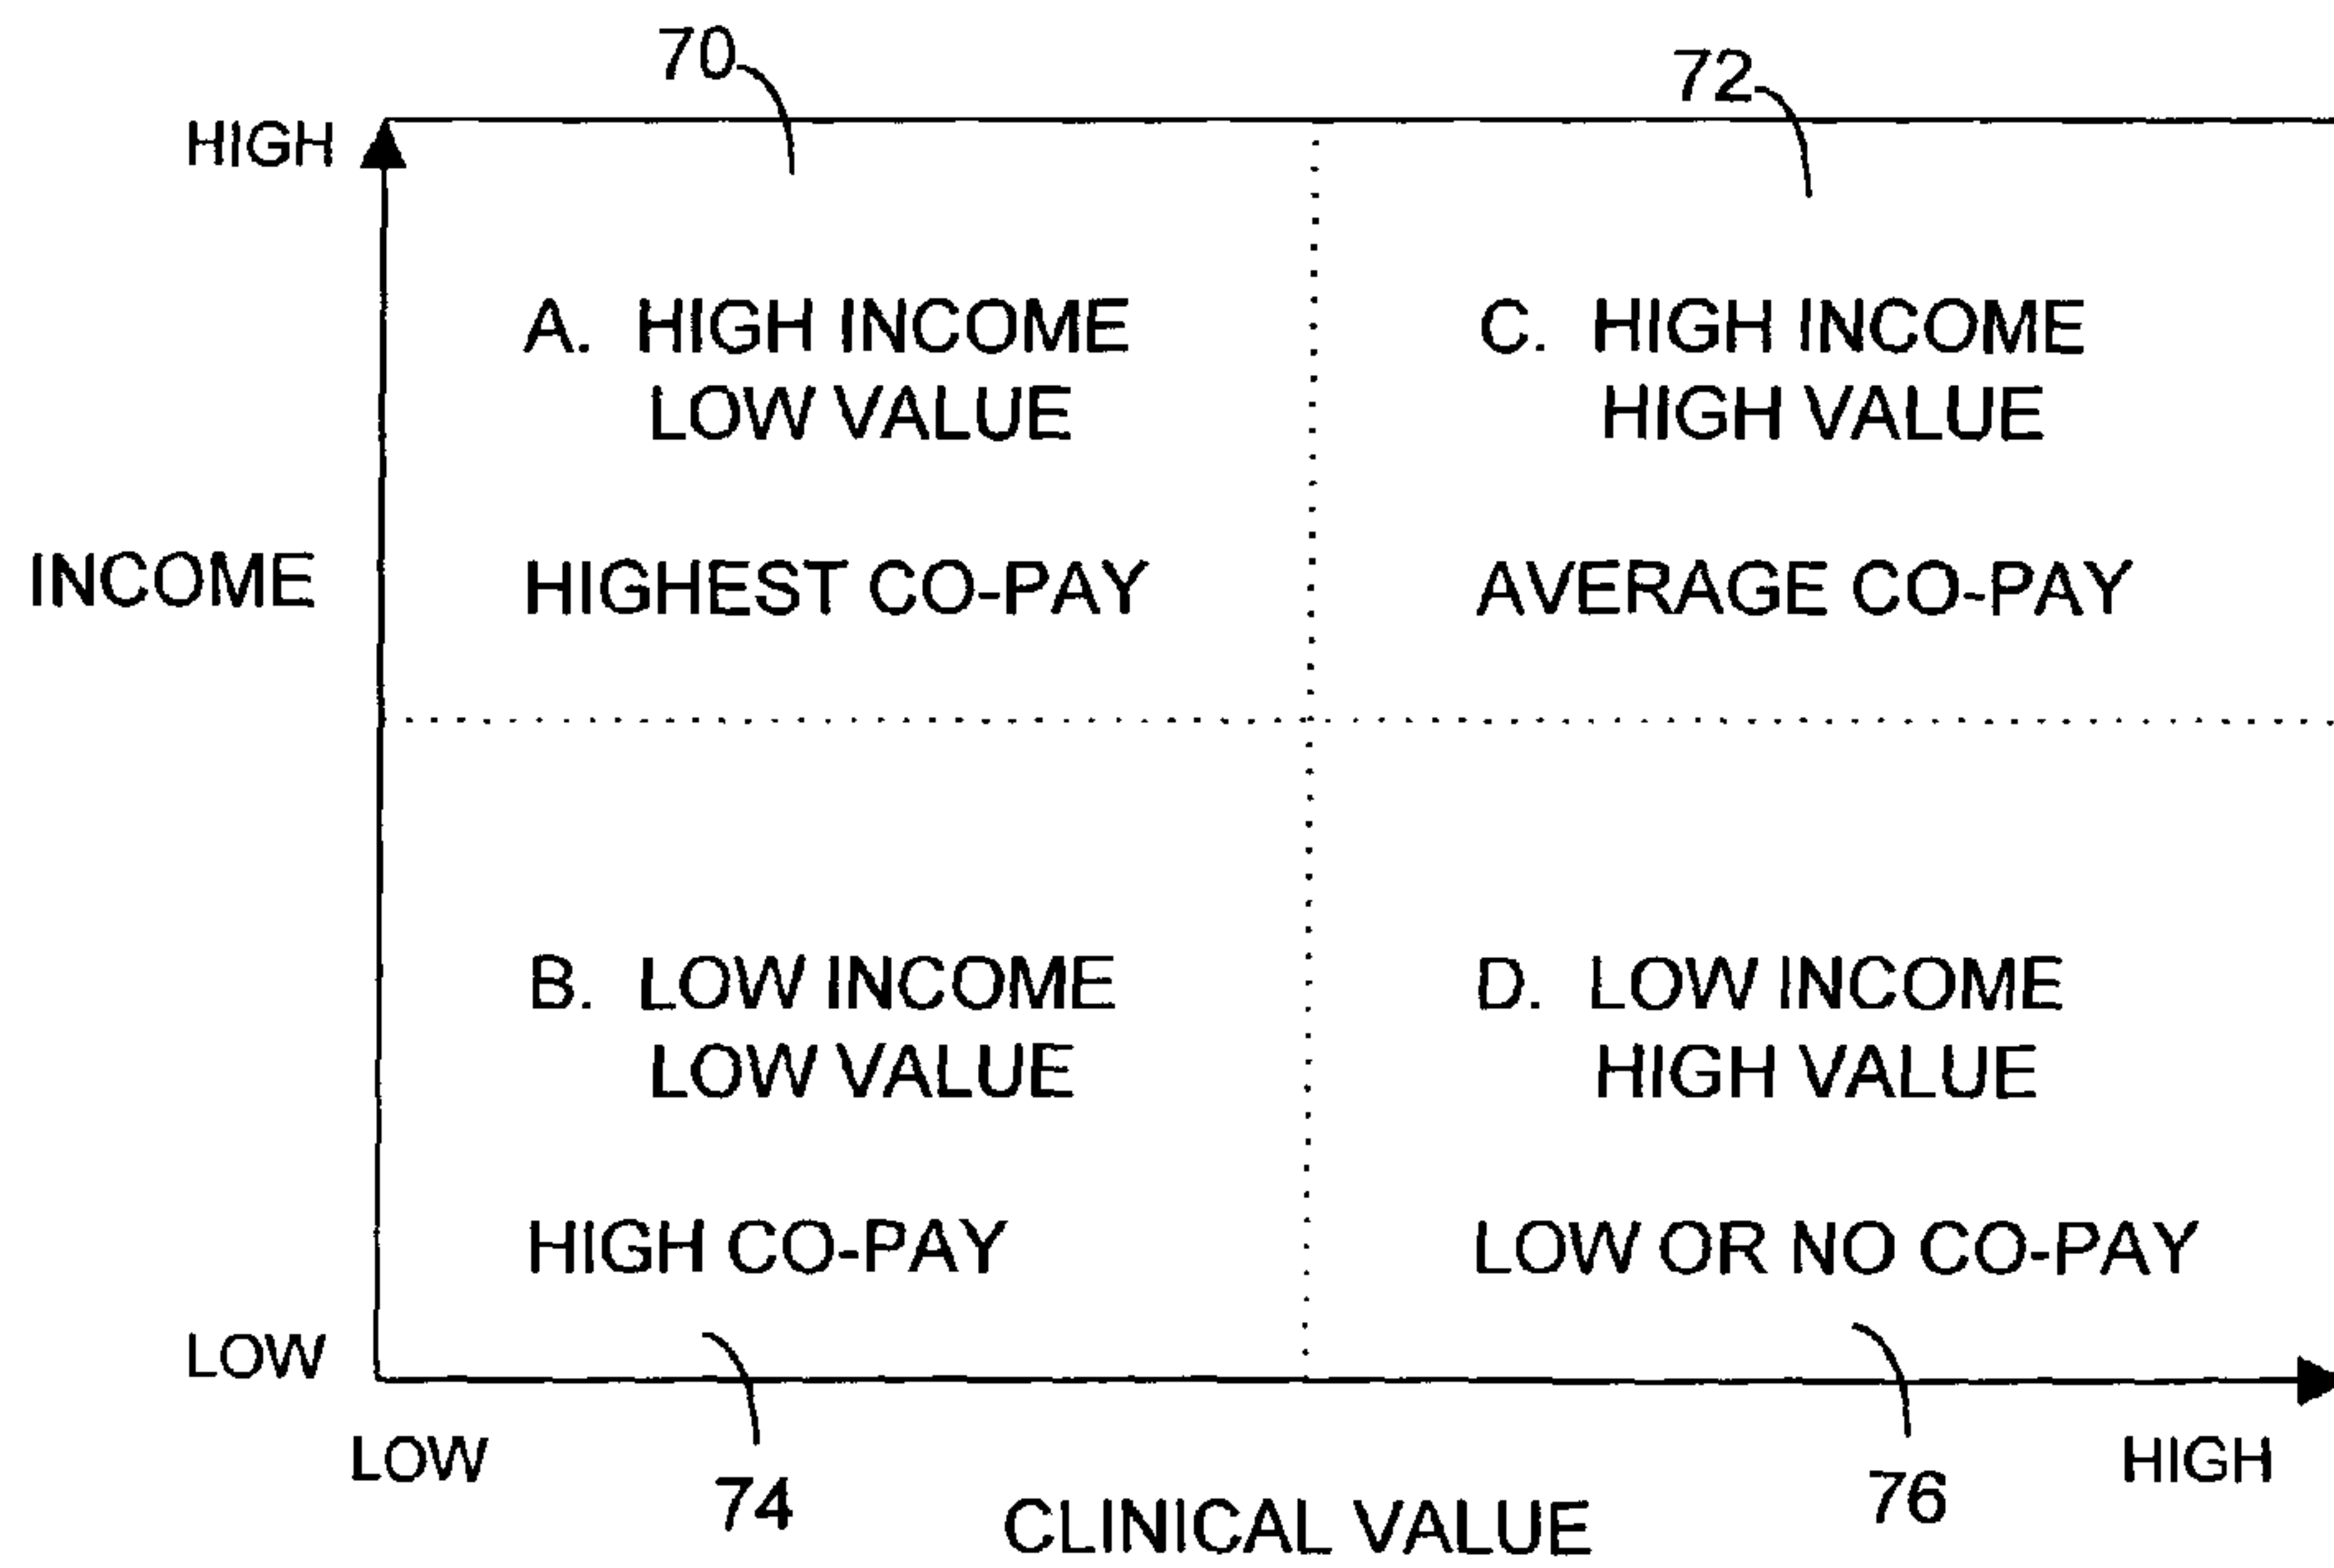 70
72
HIGH
A. HIGH INCOME
LOW VALUE
C. HIGH INCOME
HIGH VALUE
INCOME
HIGHEST CO-PAY
AVERAGE CO-PAY
B. LOW INCOME
LOW VALUE
D. LOW INCOME
HIGH VALUE
HIGH CO-PAY
LOW OR NO CO-PAY
LOW
LOW
HIGH
74
76
CLINICAL VALUE